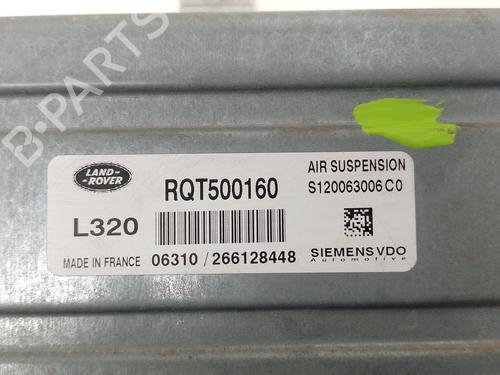 B-PARTS
LAND-
ROVER
RQT500160
AIR SUSPENSION
S120063006C0
L320
MADE IN FRANCE
06310 / 266128448
SIEMENS VDO
Automotive